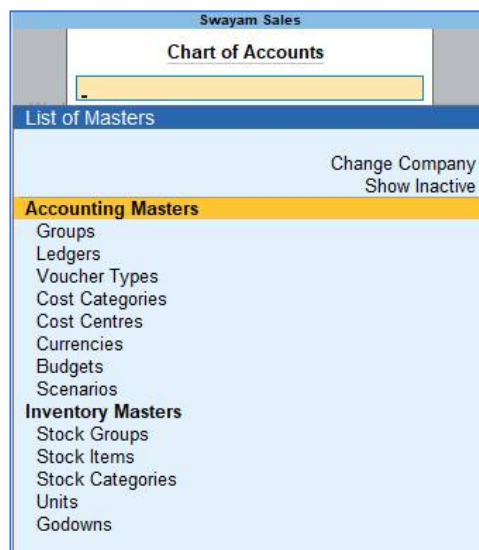 Swayam Sales
Chart of Accounts
List of Masters
Change Company
Show Inactive
Accounting Masters
Groups
Ledgers
Voucher Types
Cost Categories
Cost Centres
Currencies
Budgets
Scenarios
Inventory Masters
Stock Groups
Stock Items
Stock Categories
Units
Godowns